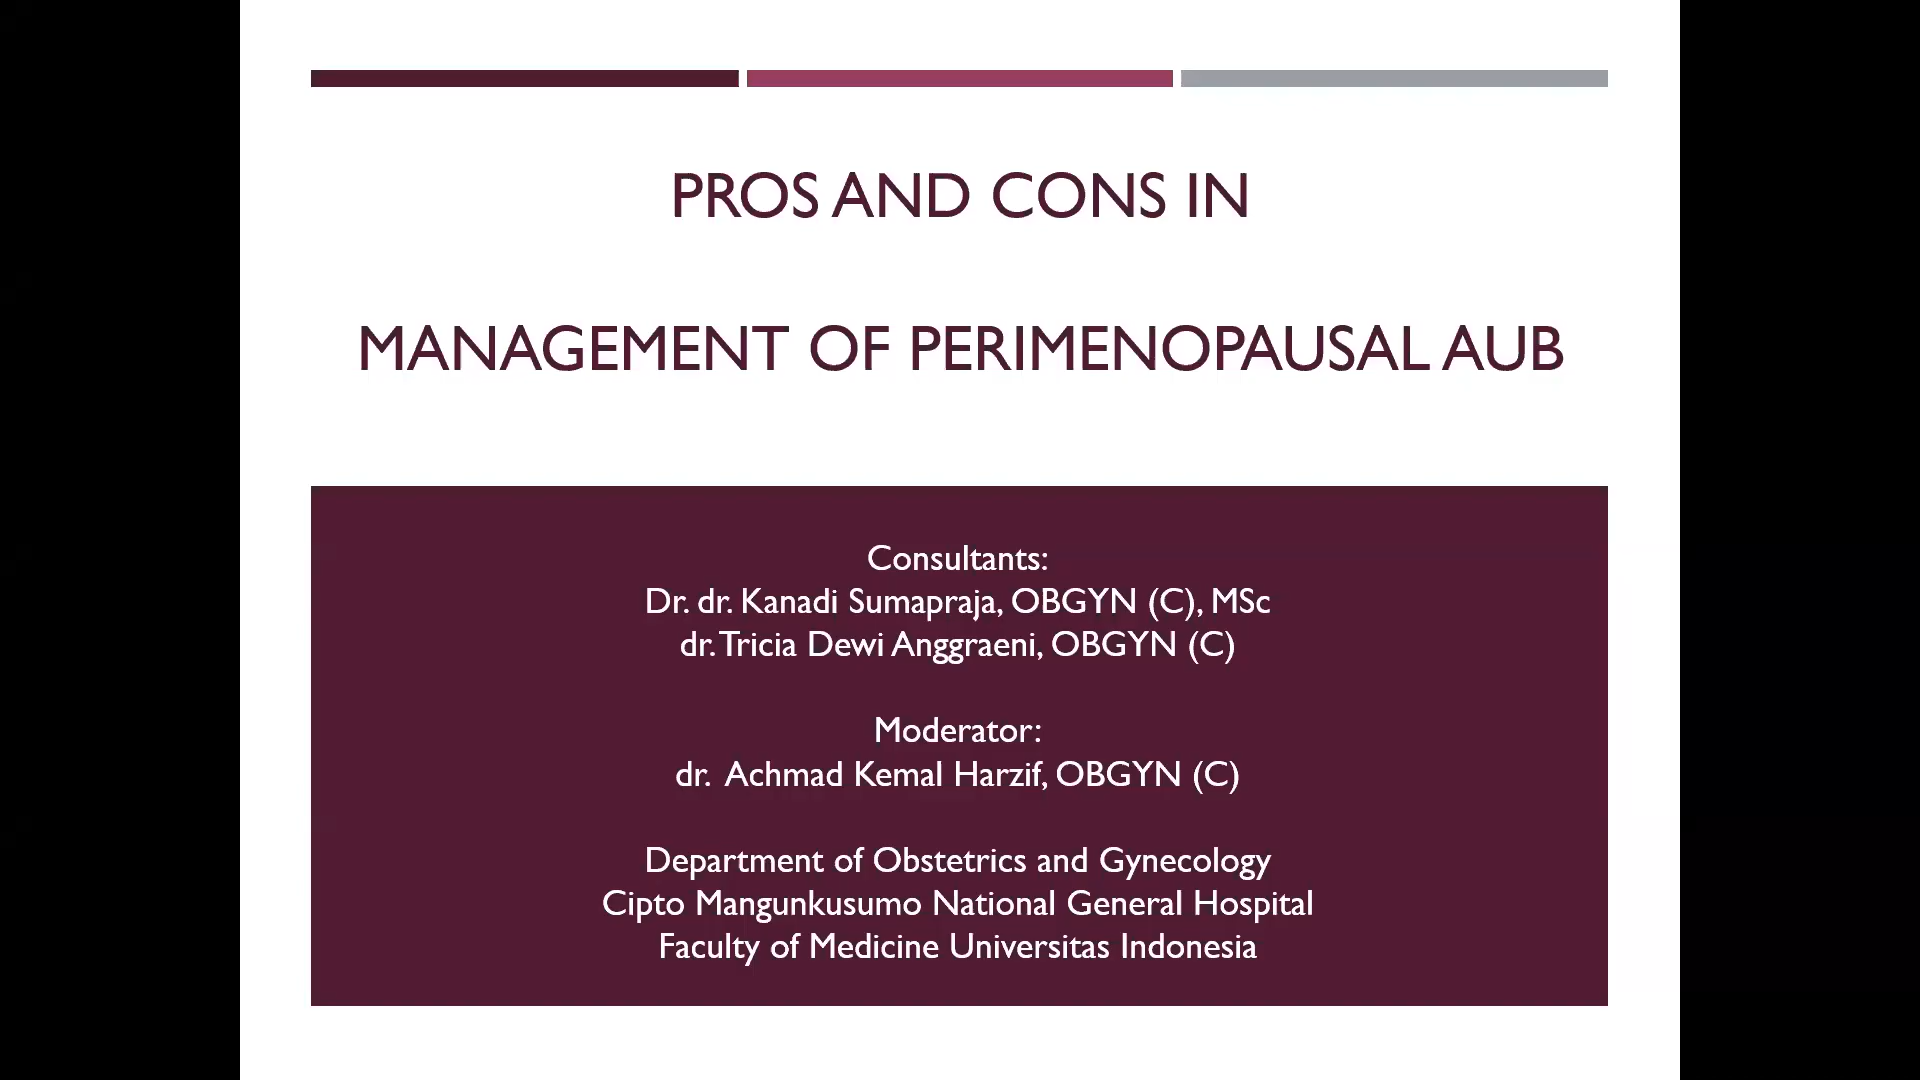 PROS AND CONS IN
MANAGEMENT OF PERIMENOPAUSAL AUB
Consultants:
Dr. dr. Kanadi Sumapraja, OBGYN (C), MSc
dr. Tricia Dewi Anggraeni, OBGYN (C)
Moderator:
dr. Achmad Kemal Harzif, OBGYN (C)
Department of Obstetrics and Gynecology
Cipto Mangunkusumo National General Hospital
Faculty of Medicine Universitas Indonesia